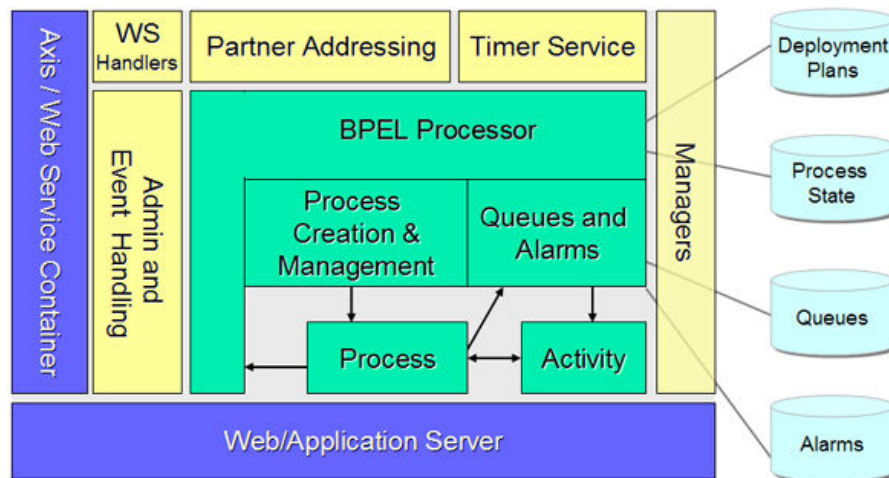 Axis / Web Service Container
WS
Handlers
Partner Addressing
Timer Service
Admin and
Event Handling
BPEL Processor
Process
Creation &
Management
Queues and
Alarms
Process
Activity
Managers
Web/Application Server
Deployment
Plans
Process
State
Queues
Alarms